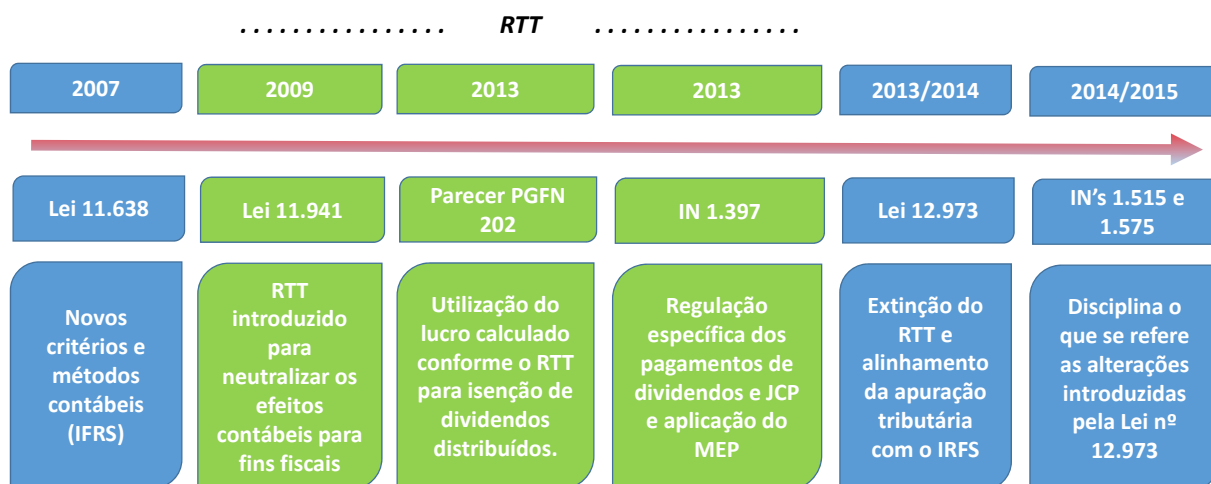 . . . . . . . . . . . . . . . . RTT . . . . . . . . . . . . . . . .
2007
2009
2013
2013
2013/2014
2014/2015
Lei 11.638
Lei 11.941
Parecer PGFN
202
IN 1.397
Lei 12.973
IN’s 1.515 e
1.575
Novos
critérios e
métodos
contábeis
(IFRS)
RTT
introduzido
para
neutralizar os
efeitos
contábeis para
fins fiscais
Utilização do
lucro calculado
conforme o RTT
para isenção de
dividendos
distribuídos.
Regulação
específica dos
pagamentos de
dividendos e JCP
e aplicação do
MEP
Extinção do
RTT e
alinhamento
da apuração
tributária
com o IRFS
Disciplina o
que se refere
as alterações
introduzidas
pela Lei nº
12.973